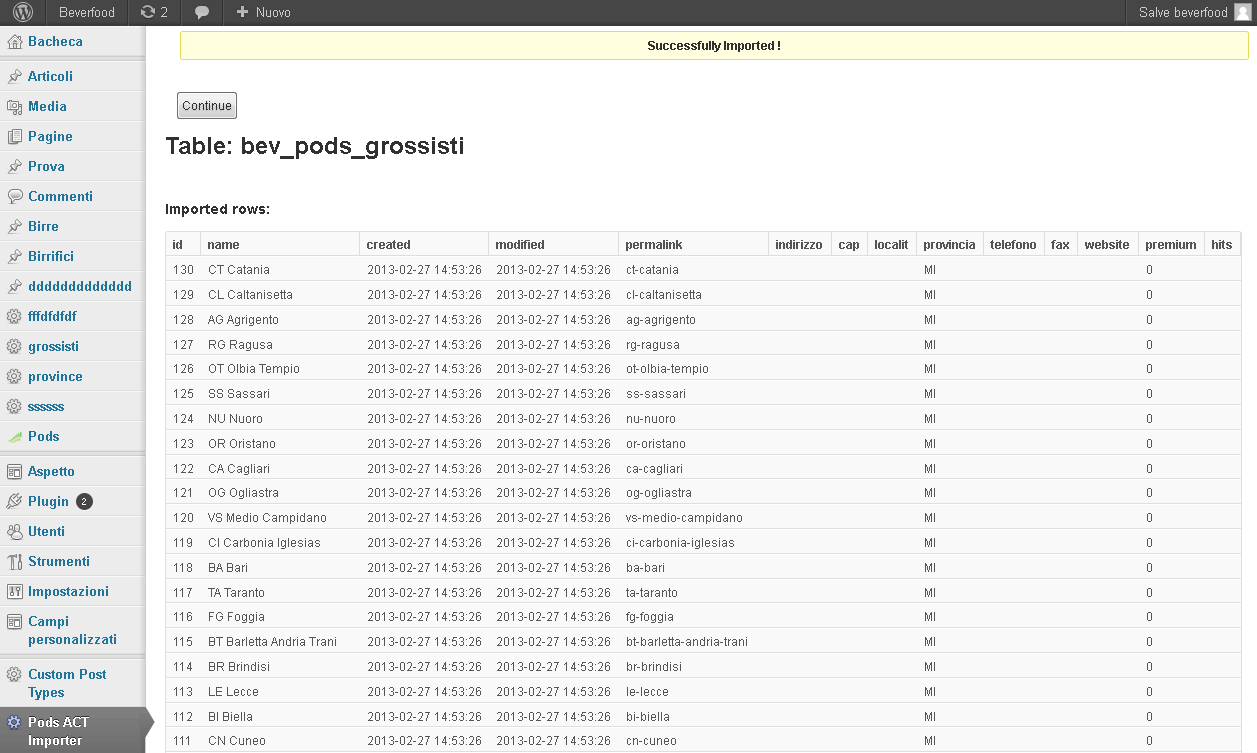 Beverfood 2 Nuovo Salve beverfood
Bacheca
Articoli
Media
Pagine
Prova
Commenti
Birre
Birrifici
ddddddddddddd
fffdfdfdf
grossisti
province
ssssss
Pods
Aspetto
Plugin 2
Utenti
Strumenti
Impostazioni
Campi
personalizzati
Custom Post
Types
Pods ACT
Importer
Successfully Imported !
Continue
Table: bev_pods_grossisti
Imported rows:
id name created modified permalink indirizzo cap localit provincia telefono fax website premium hits
130 CT Catania 2013-02-27 14:53:26 2013-02-27 14:53:26 ct-catania MI 0
129 CL Caltanisetta 2013-02-27 14:53:26 2013-02-27 14:53:26 cl-caltanisetta MI 0
128 AG Agrigento 2013-02-27 14:53:26 2013-02-27 14:53:26 ag-agrigento MI 0
127 RG Ragusa 2013-02-27 14:53:26 2013-02-27 14:53:26 rg-ragusa MI 0
126 OT Olbia Tempio 2013-02-27 14:53:26 2013-02-27 14:53:26 ot-olbia-tempio MI 0
125 SS Sassari 2013-02-27 14:53:26 2013-02-27 14:53:26 ss-sassari MI 0
124 NU Nuoro 2013-02-27 14:53:26 2013-02-27 14:53:26 nu-nuoro MI 0
123 OR Oristano 2013-02-27 14:53:26 2013-02-27 14:53:26 or-oristano MI 0
122 CA Cagliari 2013-02-27 14:53:26 2013-02-27 14:53:26 ca-cagliari MI 0
121 OG Ogliastra 2013-02-27 14:53:26 2013-02-27 14:53:26 og-ogliastra MI 0
120 VS Medio Campidano 2013-02-27 14:53:26 2013-02-27 14:53:26 vs-medio-campidano MI 0
119 CI Carbonia Iglesias 2013-02-27 14:53:26 2013-02-27 14:53:26 ci-carbonia-iglesias MI 0
118 BA Bari 2013-02-27 14:53:26 2013-02-27 14:53:26 ba-bari MI 0
117 TA Taranto 2013-02-27 14:53:26 2013-02-27 14:53:26 ta-taranto MI 0
116 FG Foggia 2013-02-27 14:53:26 2013-02-27 14:53:26 fg-foggia MI 0
115 BT Barletta Andria Trani 2013-02-27 14:53:26 2013-02-27 14:53:26 bt-barletta-andria-trani MI 0
114 BR Brindisi 2013-02-27 14:53:26 2013-02-27 14:53:26 br-brindisi MI 0
113 LE Lecce 2013-02-27 14:53:26 2013-02-27 14:53:26 le-lecce MI 0
112 BI Biella 2013-02-27 14:53:26 2013-02-27 14:53:26 bi-biella MI 0
111 CN Cuneo 2013-02-27 14:53:26 2013-02-27 14:53:26 cn-cuneo MI 0